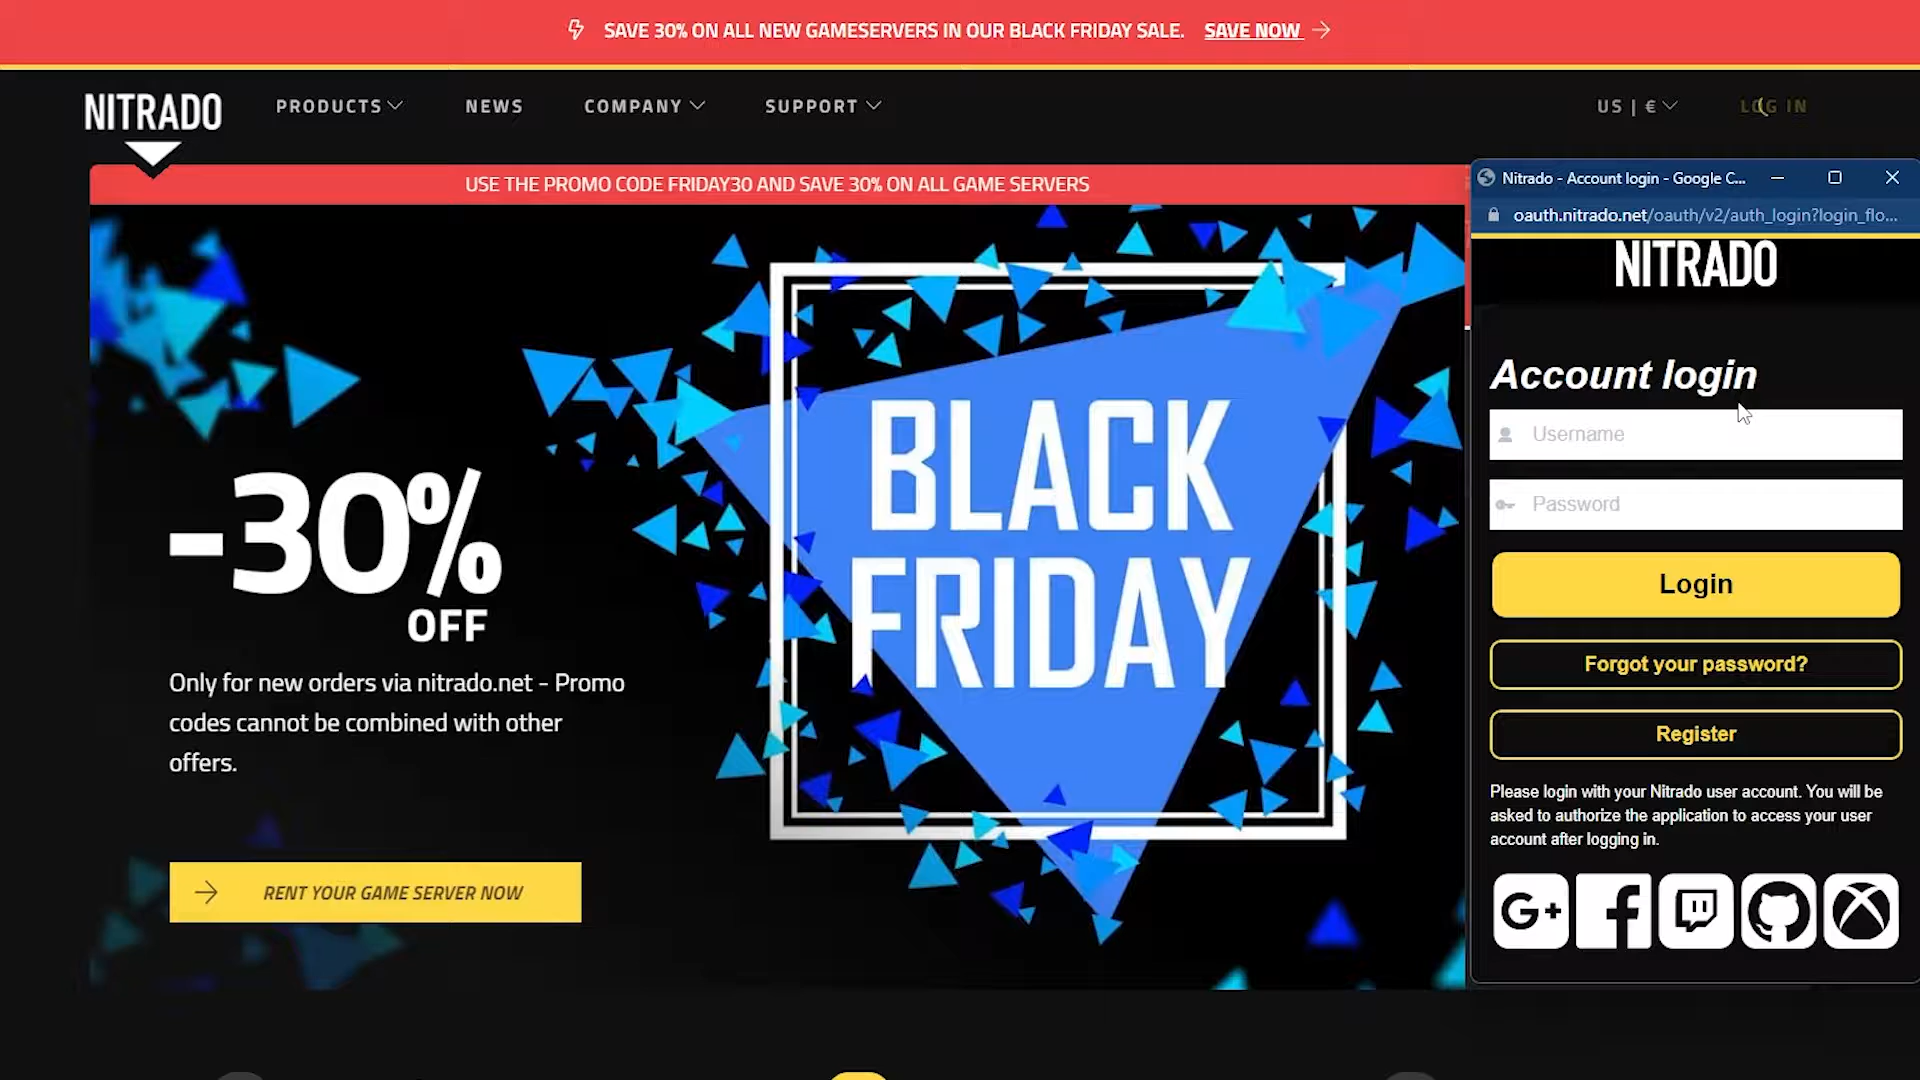 SAVE 30% ON ALL NEW GAMESERVERS IN OUR BLACK FRIDAY SALE. SAVE NOW
NITRADO
PRODUCTS
NEWS
COMPANY
SUPPORT
US | €
LOG IN
USE THE PROMO CODE FRIDAY30 AND SAVE 30% ON ALL GAME SERVERS
-30%
OFF
Only for new orders via nitrado.net - Promo
codes cannot be combined with other
offers.
RENT YOUR GAME SERVER NOW
BLACK
FRIDAY
Nitrado - Account login - Google C...
oauth.nitrado.net/oauth/v2/auth_login?login_flo...
NITRADO
Account login
Username
Password
Login
Forgot your password?
Register
Please login with your Nitrado user account. You will be
asked to authorize the application to access your user
account after logging in.
G+